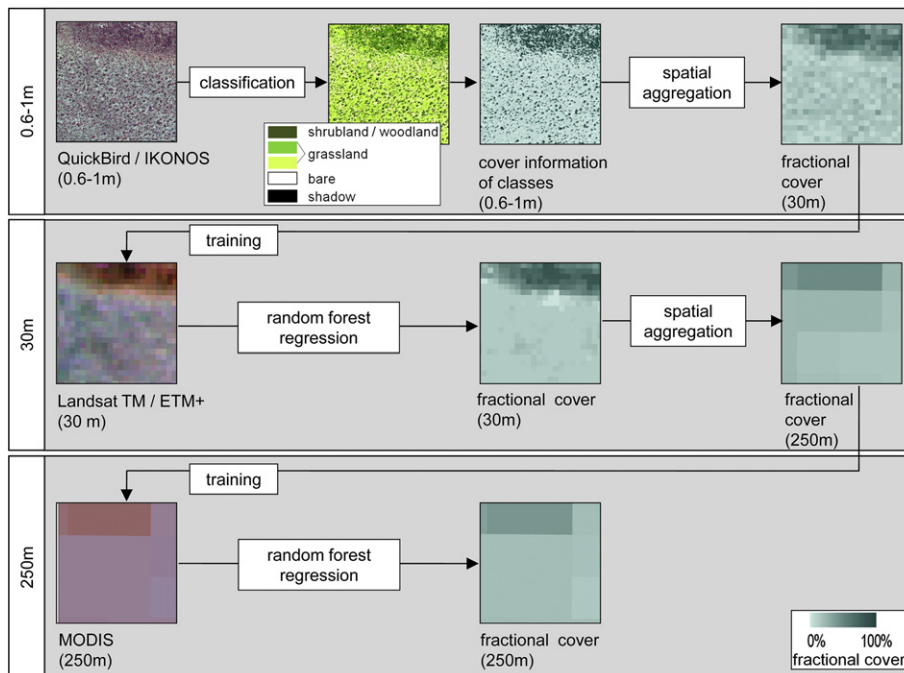 0.6-1m
classification
spatial
aggregation
QuickBird / IKONOS
(0.6-1m)
shrubland / woodland
grassland
bare
shadow
cover information
of classes
(0.6-1m)
fractional
cover
(30m)
30m
training
random forest
regression
spatial
aggregation
Landsat TM / ETM+
(30 m)
fractional cover
(30m)
fractional
cover
(250m)
250m
training
random forest
regression
MODIS
(250m)
fractional cover
(250m)
0% 100%
fractional cover